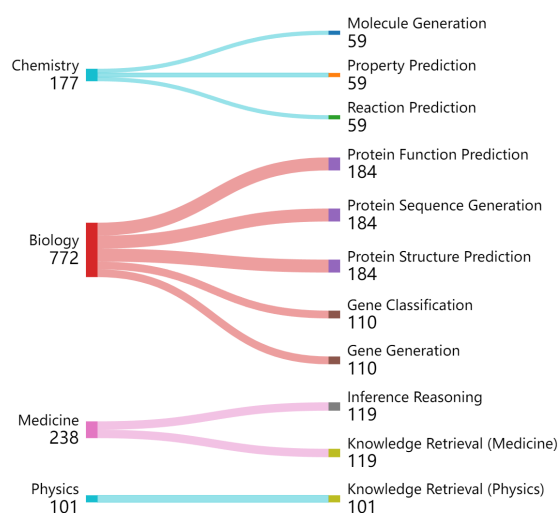 Chemistry
177
Molecule Generation
59
Property Prediction
59
Reaction Prediction
59
Biology
772
Protein Function Prediction
184
Protein Sequence Generation
184
Protein Structure Prediction
184
Gene Classification
110
Gene Generation
110
Medicine
238
Inference Reasoning
119
Knowledge Retrieval (Medicine)
119
Physics
101
Knowledge Retrieval (Physics)
101